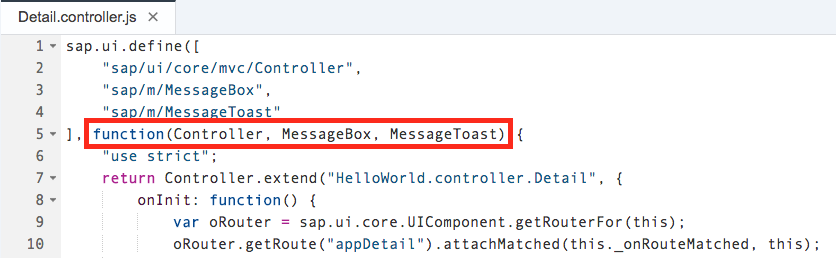 Detail.controller.js ×
1 sap.ui.define([
2 "sap/ui/core/mvc/Controller",
3 "sap/m/MessageBox",
4 "sap/m/MessageToast"
5 ], function(Controller, MessageBox, MessageToast) {
6 "use strict";
7 return Controller.extend("HelloWorld.controller.Detail", {
8 onInit: function() {
9 var oRouter = sap.ui.core.UIComponent.getRouterFor(this);
10 oRouter.getRoute("appDetail").attachMatched(this._onRouteMatched, this);